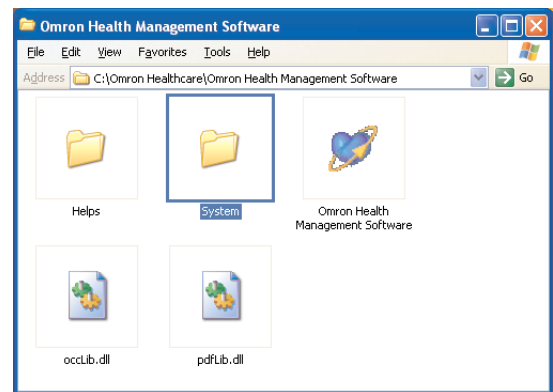 Omron Health Management Software
File Edit View Favorites Tools Help
Address C:\Omron Healthcare\Omron Health Management Software Go
Helps System Omron Health
Management Software
occLib.dll pdfLib.dll